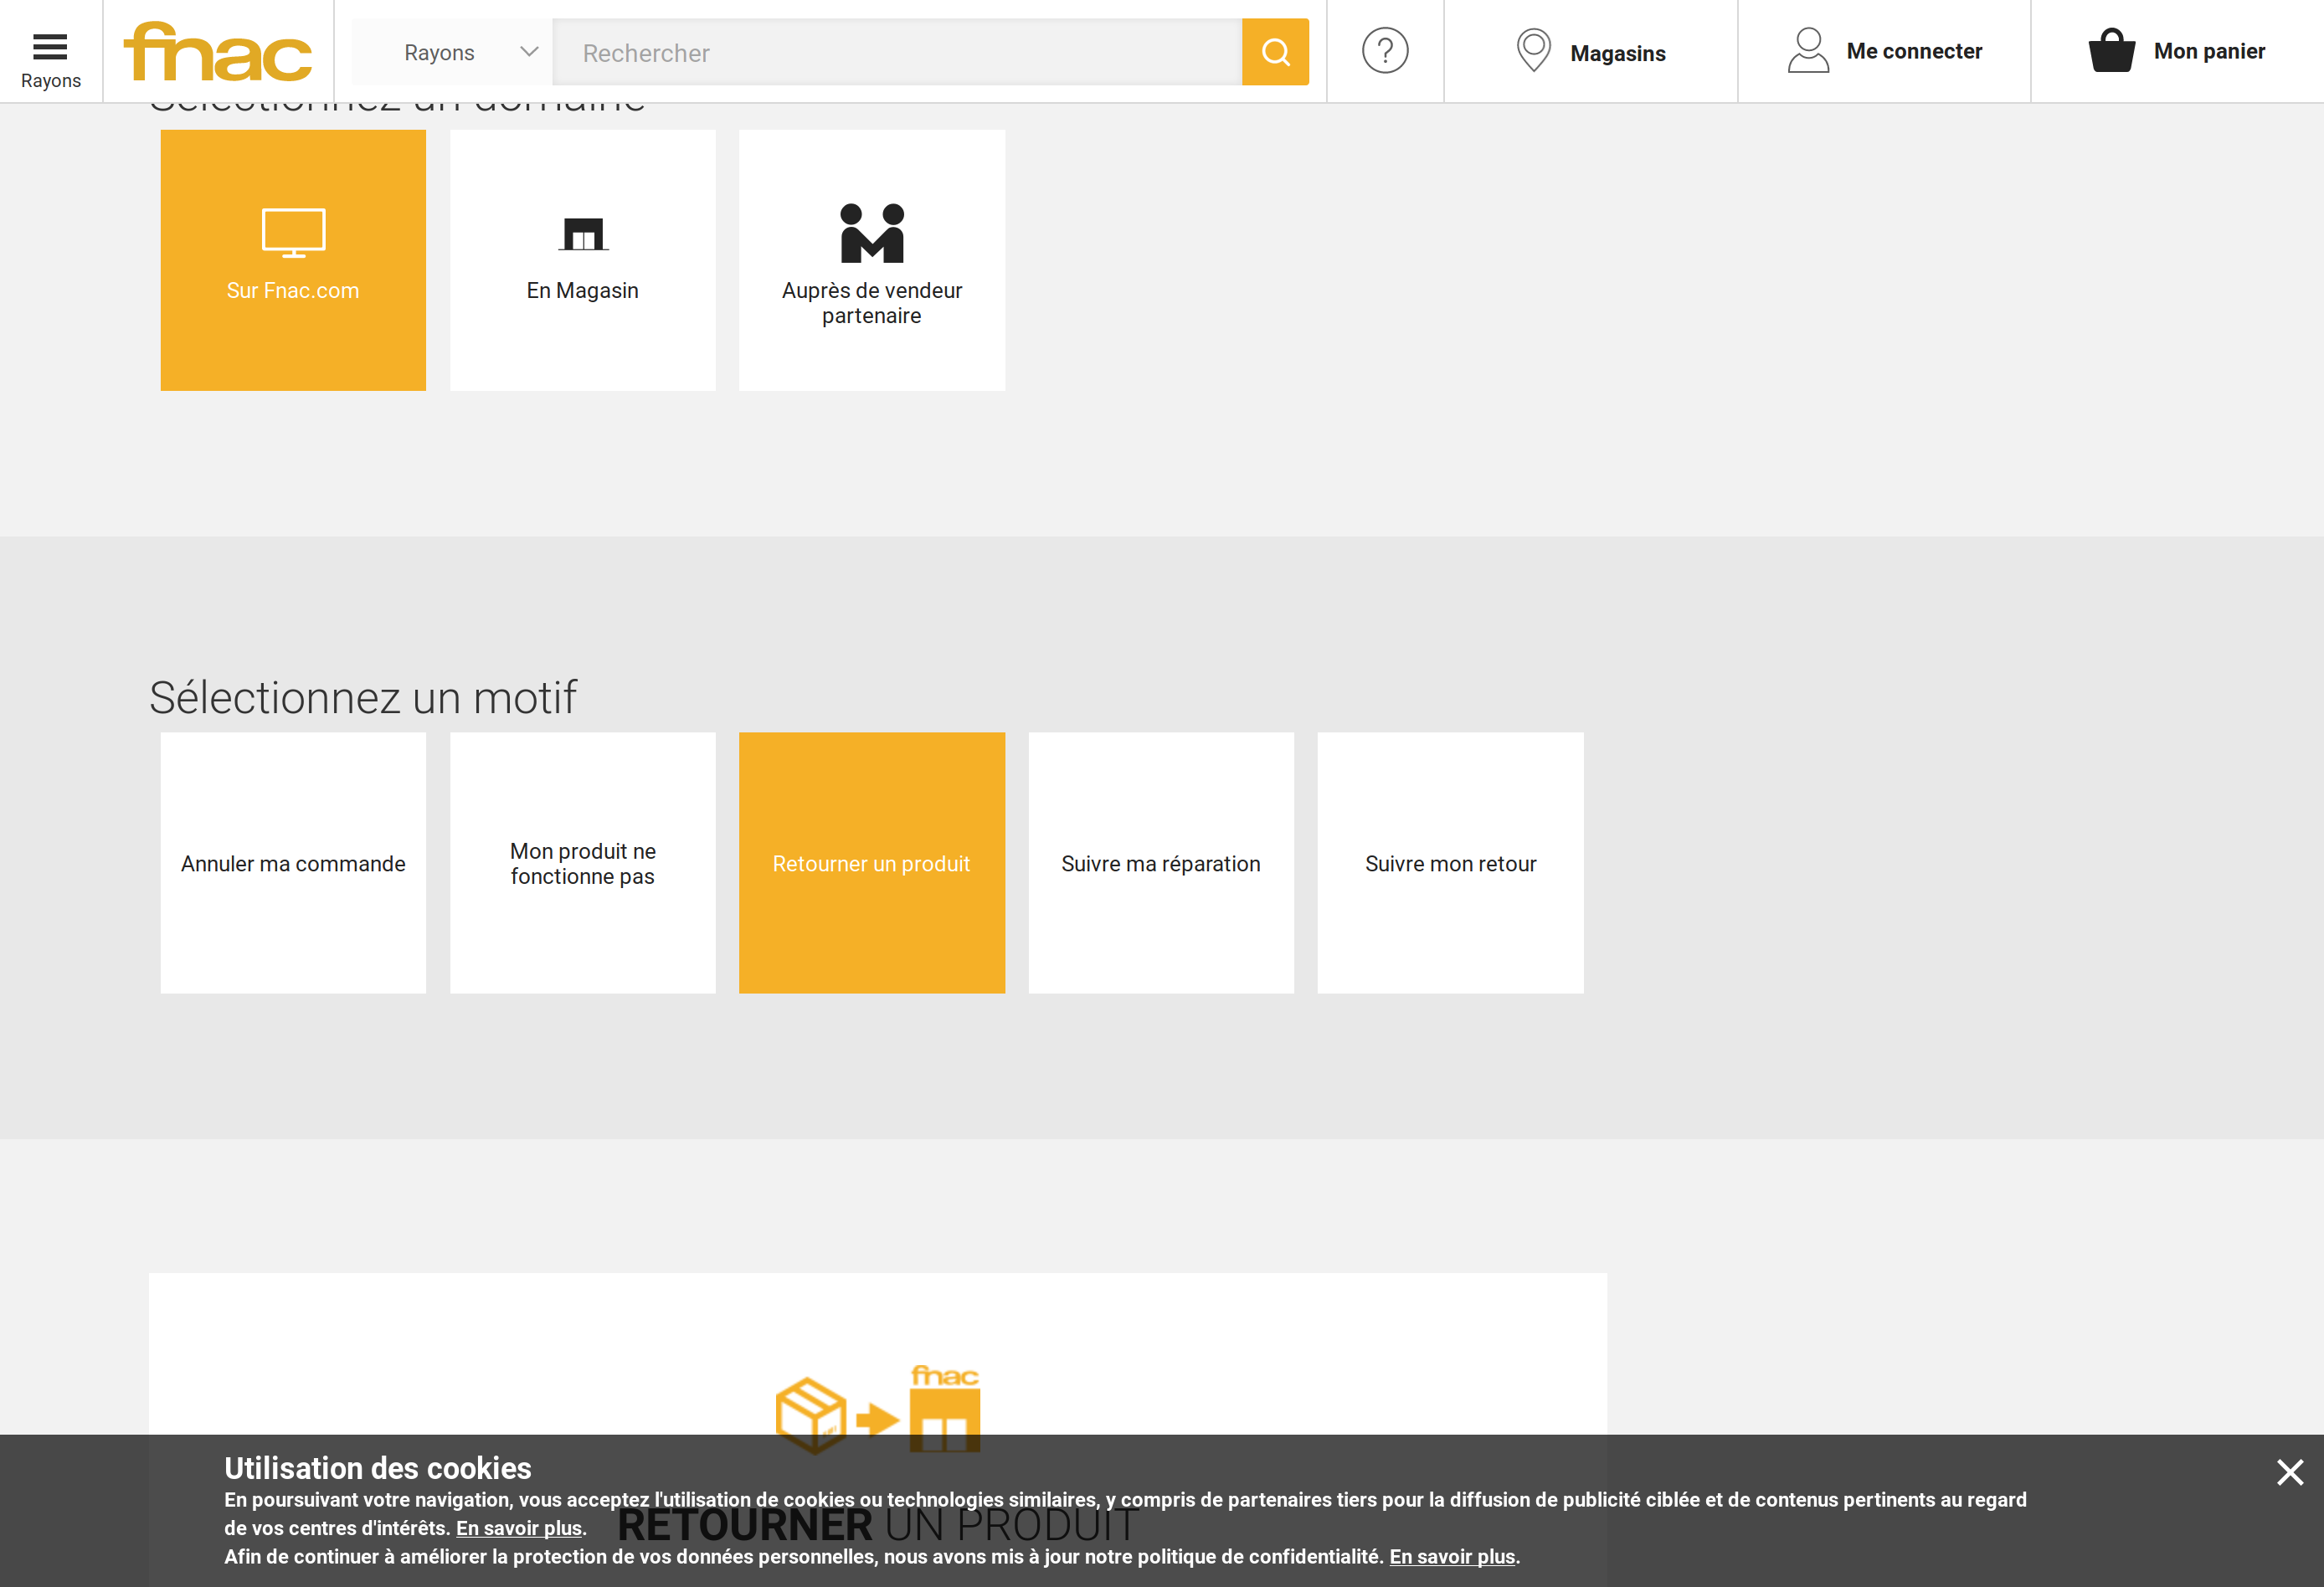 Rayons
fnac
Rayons
Rechercher
Magasins
Me connecter
Mon panier
Sélectionnez un domaine
Sur Fnac.com
En Magasin
Auprès de vendeur
partenaire
Sélectionnez un motif
Annuler ma commande
Mon produit ne
fonctionne pas
Retourner un produit
Suivre ma réparation
Suivre mon retour
fnac
RETOURNER UN PRODUIT
Utilisation des cookies
En poursuivant votre navigation, vous acceptez l'utilisation de cookies ou technologies similaires, y compris de partenaires tiers pour la diffusion de publicité ciblée et de contenus pertinents au regard
de vos centres d'intérêts. En savoir plus.
Afin de continuer à améliorer la protection de vos données personnelles, nous avons mis à jour notre politique de confidentialité. En savoir plus.